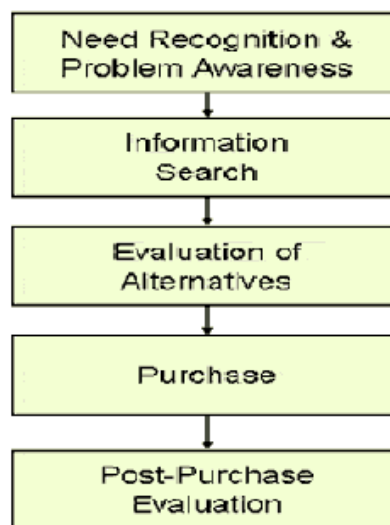 Need Recognition &
Problem Awareness
Information
Search
Evaluation of
Alternatives
Purchase
Post-Purchase
Evaluation